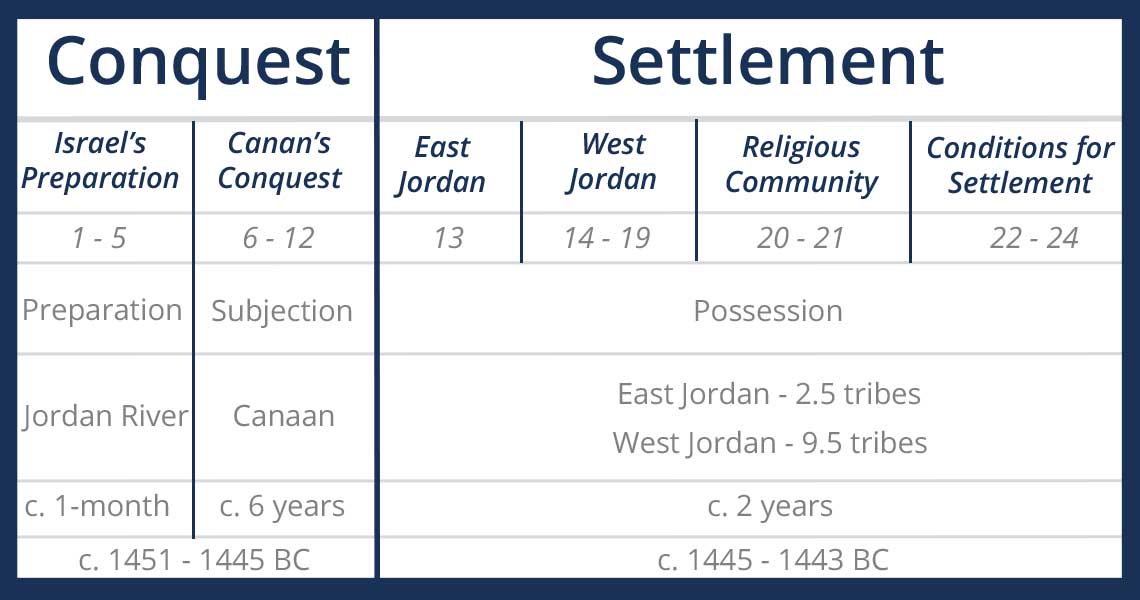 Conquest
Settlement
Israel’s
Preparation
Canan’s
Conquest
East
Jordan
West
Jordan
Religious
Community
Conditions for
Settlement
1 - 5
6 - 12
13
14 - 19
20 - 21
22 - 24
Preparation
Subjection
Possession
Jordan River
Canaan
East Jordan - 2.5 tribes
West Jordan - 9.5 tribes
c. 1-month
c. 6 years
c. 2 years
c. 1451 - 1445 BC
c. 1445 - 1443 BC